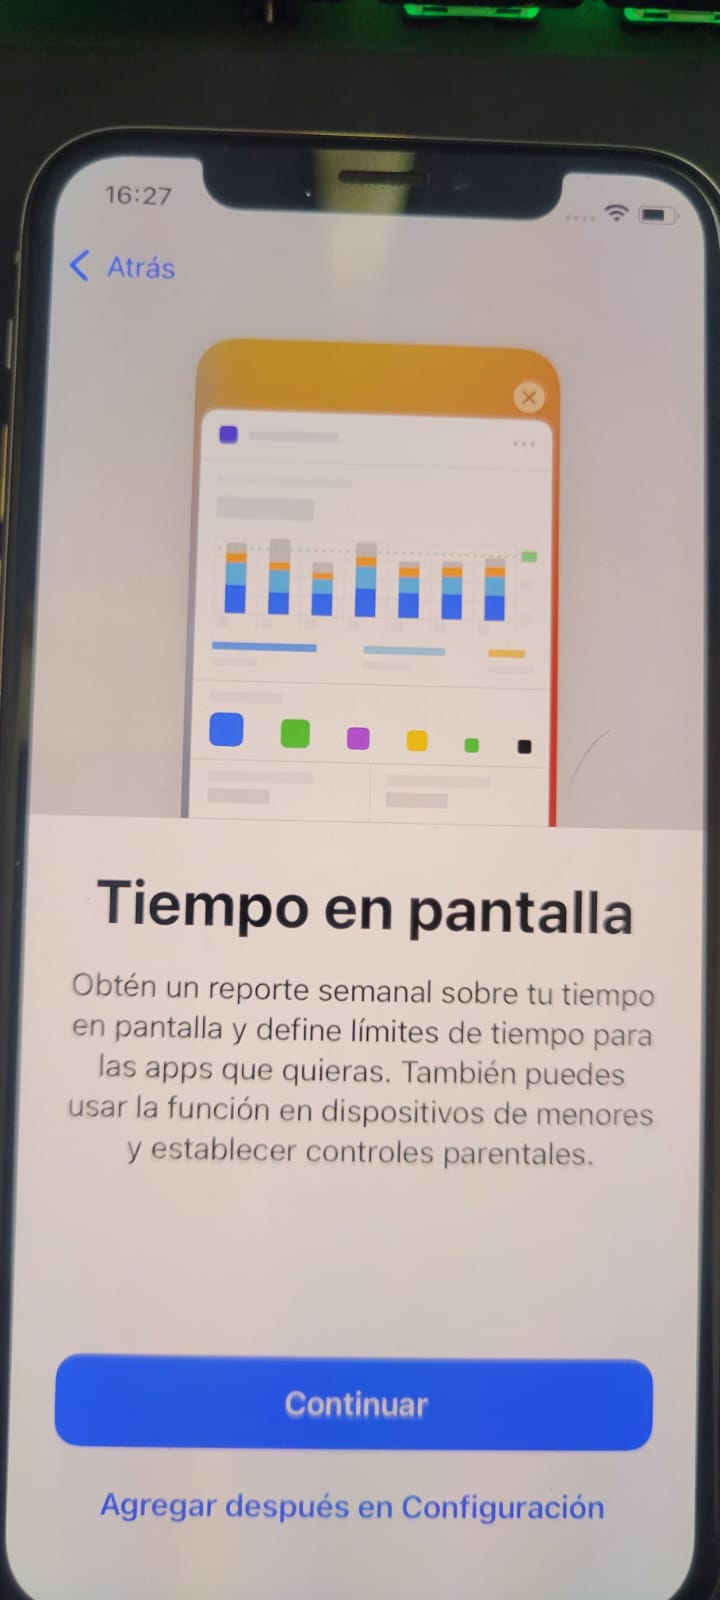 16:27
Atrás
Tiempo en pantalla
Obtén un reporte semanal sobre tu tiempo
en pantalla y define límites de tiempo para
las apps que quieras. También puedes
usar la función en dispositivos de menores
y establecer controles parentales.
Continuar
Agregar después en Configuración